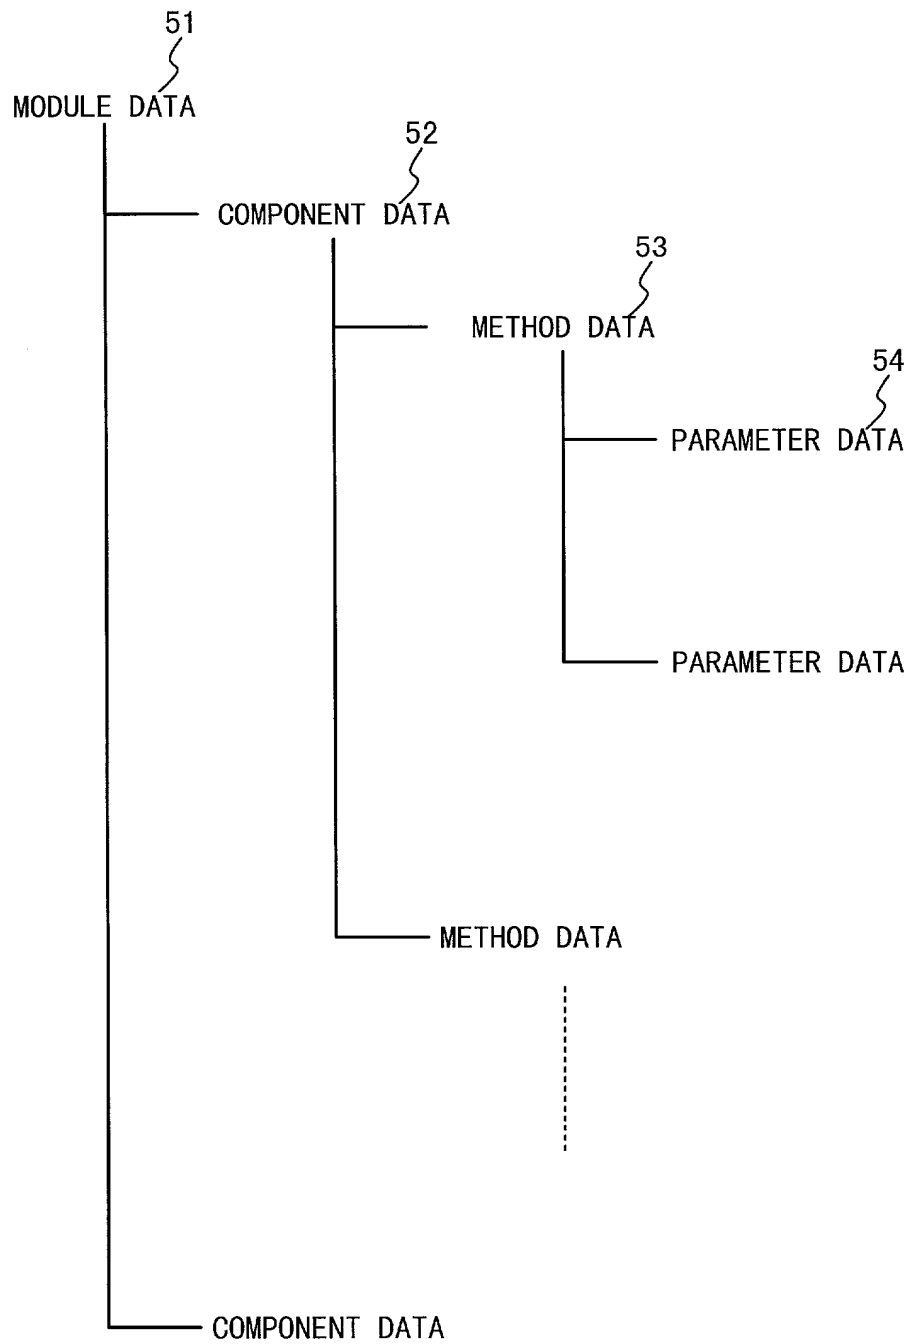 51
MODULE DATA
52
COMPONENT DATA
53
METHOD DATA
54
PARAMETER DATA
PARAMETER DATA
METHOD DATA
COMPONENT DATA